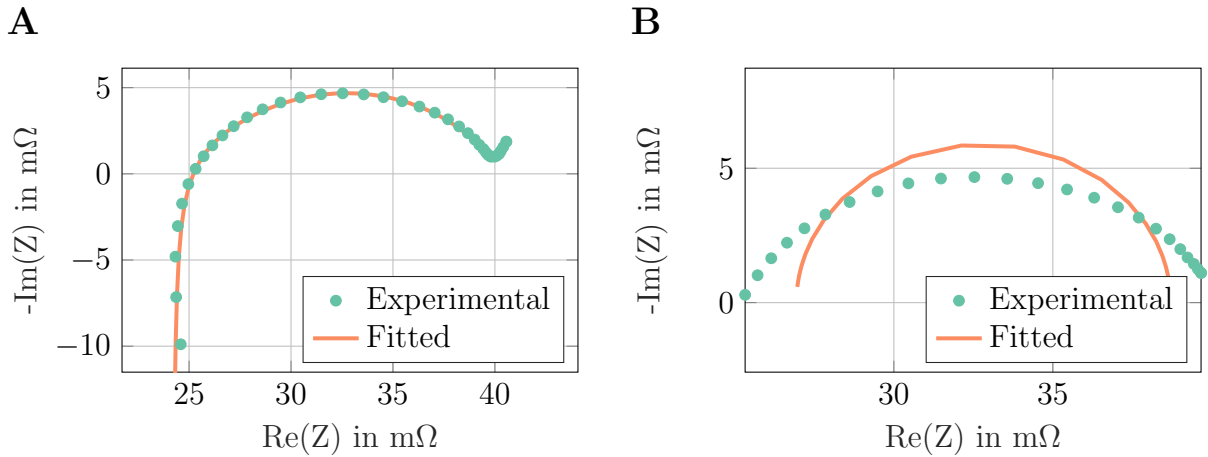 A
B
5
0
−5
−10
25
30
35
40
-Im(Z) in mΩ
Re(Z) in mΩ
Experimental
Fitted
5
0
30
35
-Im(Z) in mΩ
Re(Z) in mΩ
Experimental
Fitted